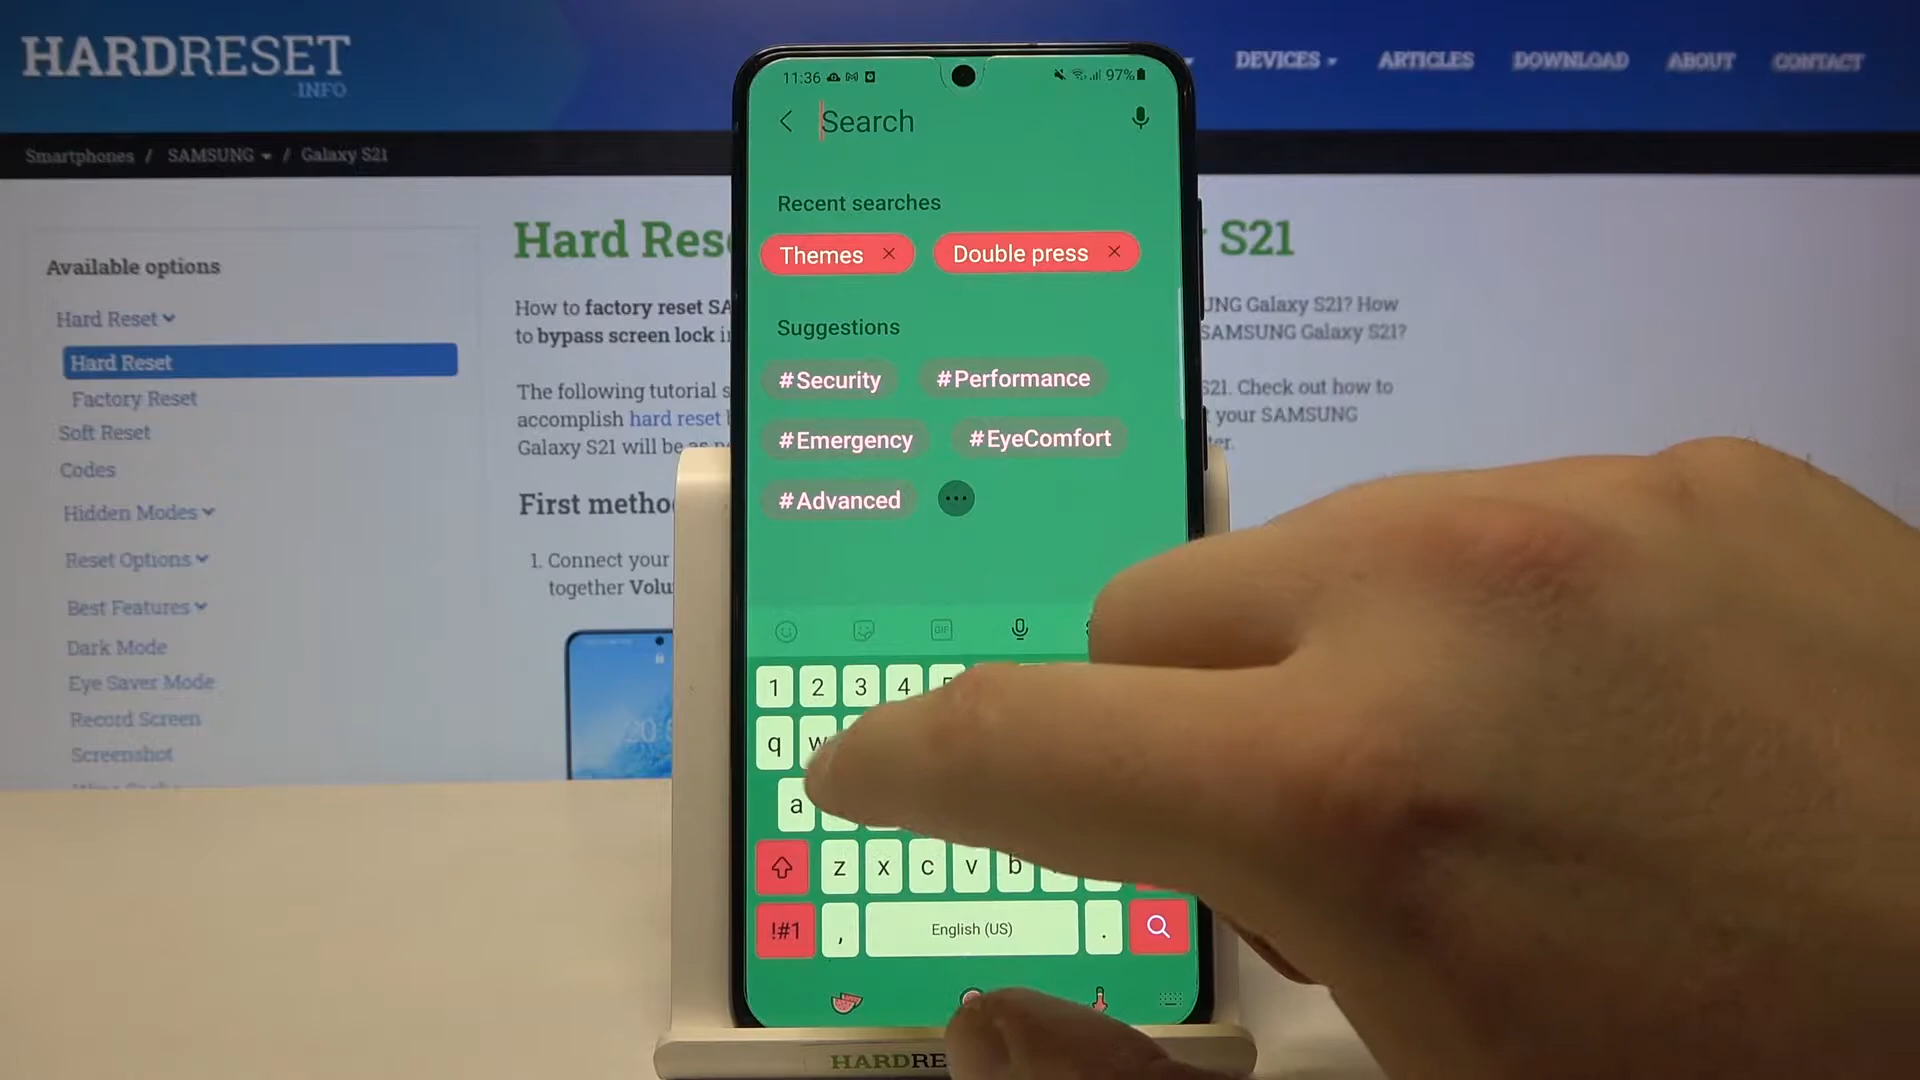 HARDRESET
.INFO
DEVICES
ARTICLES
DOWNLOAD
ABOUT
CONTACT
Smartphones / SAMSUNG / Galaxy S21
Available options
Hard Reset
Hard Reset
Factory Reset
Soft Reset
Codes
Hidden Modes
Reset Options
Best Features
Dark Mode
Eye Saver Mode
Record Screen
Screenshot
Hard S21
How to factory reset
UNG Galaxy S21? How
to bypass screen lock
SAMSUNG Galaxy S21?
The following tutorial
S21. Check out how to
accomplish hard reset
your SAMSUNG
Galaxy S21 will be
First
1. Connect your
together
11:36
97%
Search
Recent searches
Themes ×
Double press ×
Suggestions
#Security
#Performance
#Emergency
#EyeComfort
#Advanced
GIF
1 2 3 4
q w
a
z x c v b
!#1 , English (US) .
HARDRE